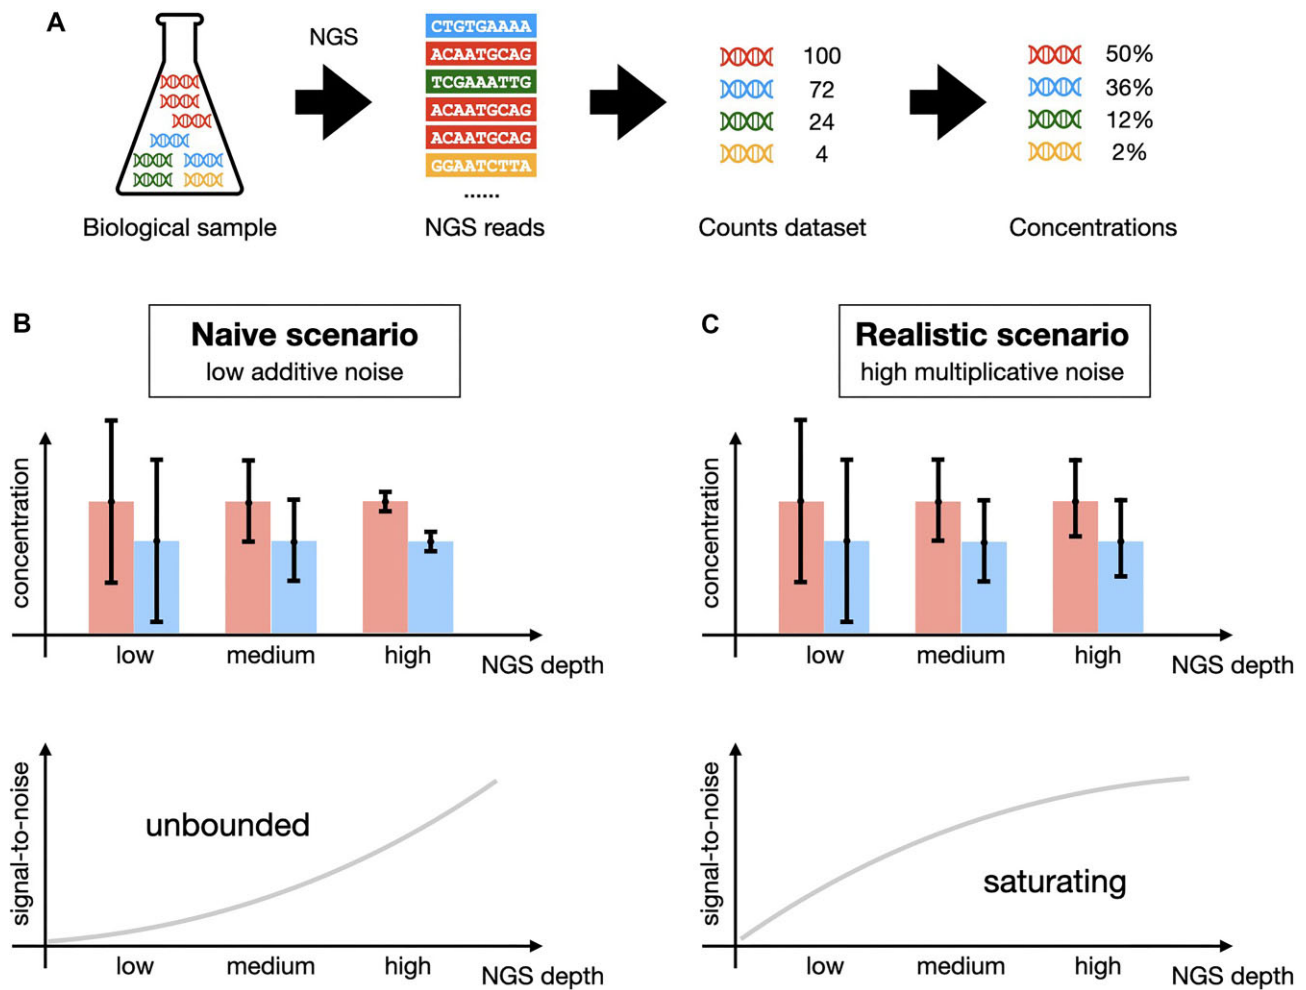 A
NGS
CTGTGAAAA
ACAATGCAG
TCGAAATTG
ACAATGCAG
ACAATGCAG
GGAATCTTA
......
100
72
24
4
50%
36%
12%
2%
Biological sample
NGS reads
Counts dataset
Concentrations
B
Naive scenario
low additive noise
concentration
low
medium
high
NGS depth
signal-to-noise
unbounded
low
medium
high
NGS depth
C
Realistic scenario
high multiplicative noise
concentration
low
medium
high
NGS depth
signal-to-noise
saturating
low
medium
high
NGS depth